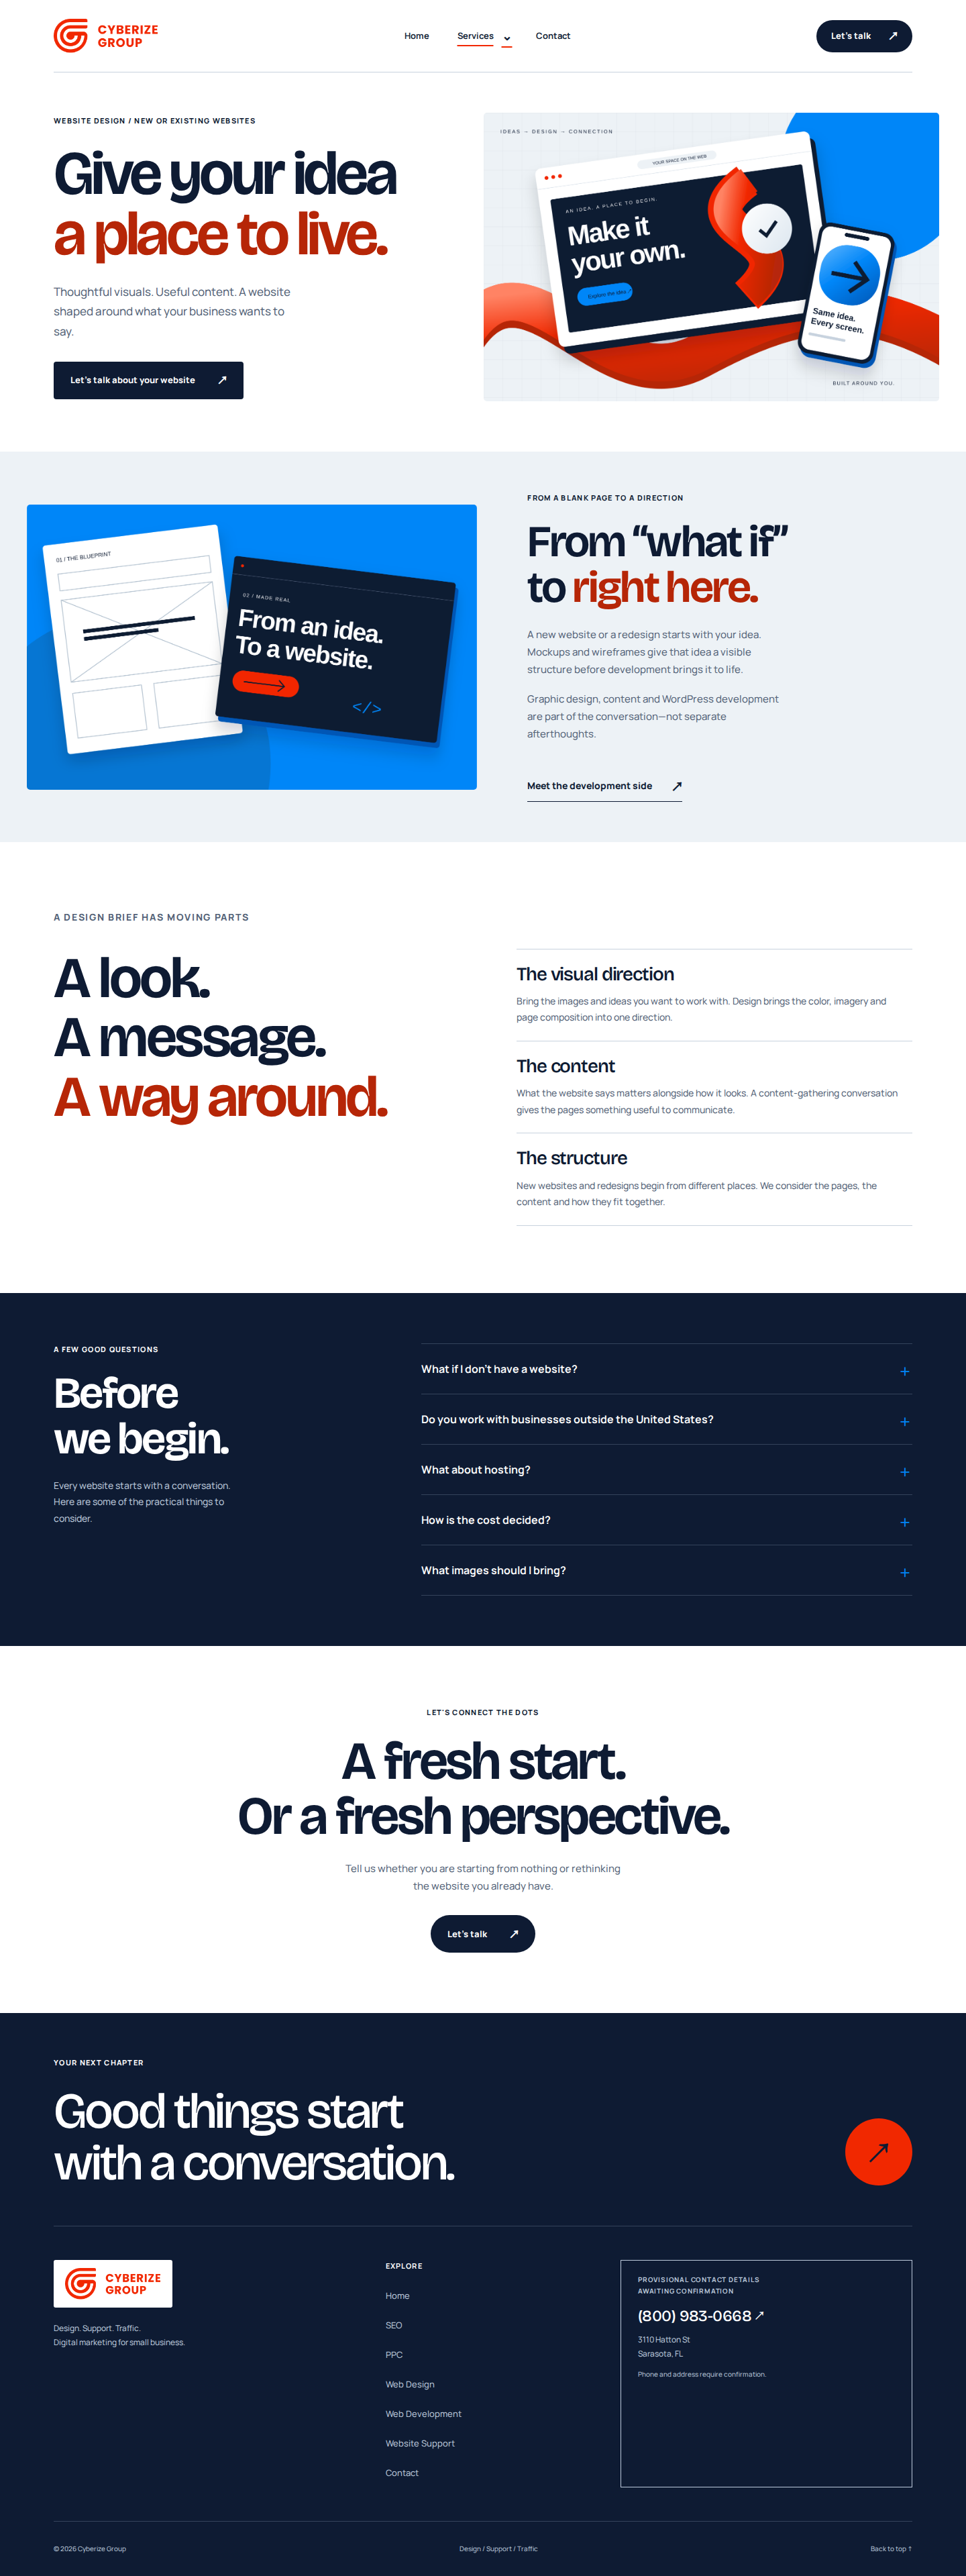 CYBERIZE
GROUP
Home
Services
Contact
Let's talk ↗
WEBSITE DESIGN / NEW OR EXISTING WEBSITES
Give your idea
a place to live.
Thoughtful visuals. Useful content. A website
shaped around what your business wants to
say.
Let's talk about your website ↗
IDEAS — DESIGN — CONNECTION
YOUR SPACE ON THE WEB
AN IDEA. A PLACE TO BEGIN.
Make it
your own.
Explore the idea
Same idea.
Every screen.
BUILT AROUND YOU.
01 / THE BLUEPRINT
02 / MADE REAL
From an idea.
To a website.
</>
FROM A BLANK PAGE TO A DIRECTION
From “what if”
to right here.
A new website or a redesign starts with your idea.
Mockups and wireframes give that idea a visible
structure before development brings it to life.
Graphic design, content and WordPress development
are part of the conversation—not separate
afterthoughts.
Meet the development side ↗
A DESIGN BRIEF HAS MOVING PARTS
A look.
A message.
A way around.
The visual direction
Bring the images and ideas you want to work with. Design brings the color, imagery and
page composition into one direction.
The content
What the website says matters alongside how it looks. A content-gathering conversation
gives the pages something useful to communicate.
The structure
New websites and redesigns begin from different places. We consider the pages, the
content and how they fit together.
A FEW GOOD QUESTIONS
Before
we begin.
Every website starts with a conversation.
Here are some of the practical things to
consider.
What if I don't have a website? +
Do you work with businesses outside the United States? +
What about hosting? +
How is the cost decided? +
What images should I bring? +
LET'S CONNECT THE DOTS
A fresh start.
Or a fresh perspective.
Tell us whether you are starting from nothing or rethinking
the website you already have.
Let's talk ↗
YOUR NEXT CHAPTER
Good things start
with a conversation.
↗
CYBERIZE
GROUP
Design. Support. Traffic.
Digital marketing for small business.
EXPLORE
Home
SEO
PPC
Web Design
Web Development
Website Support
Contact
PROVISIONAL CONTACT DETAILS
AWAITING CONFIRMATION
(800) 983-0668 ↗
3110 Hatton St
Sarasota, FL
Phone and address require confirmation.
© 2026 Cyberize Group
Design / Support / Traffic
Back to top ↑